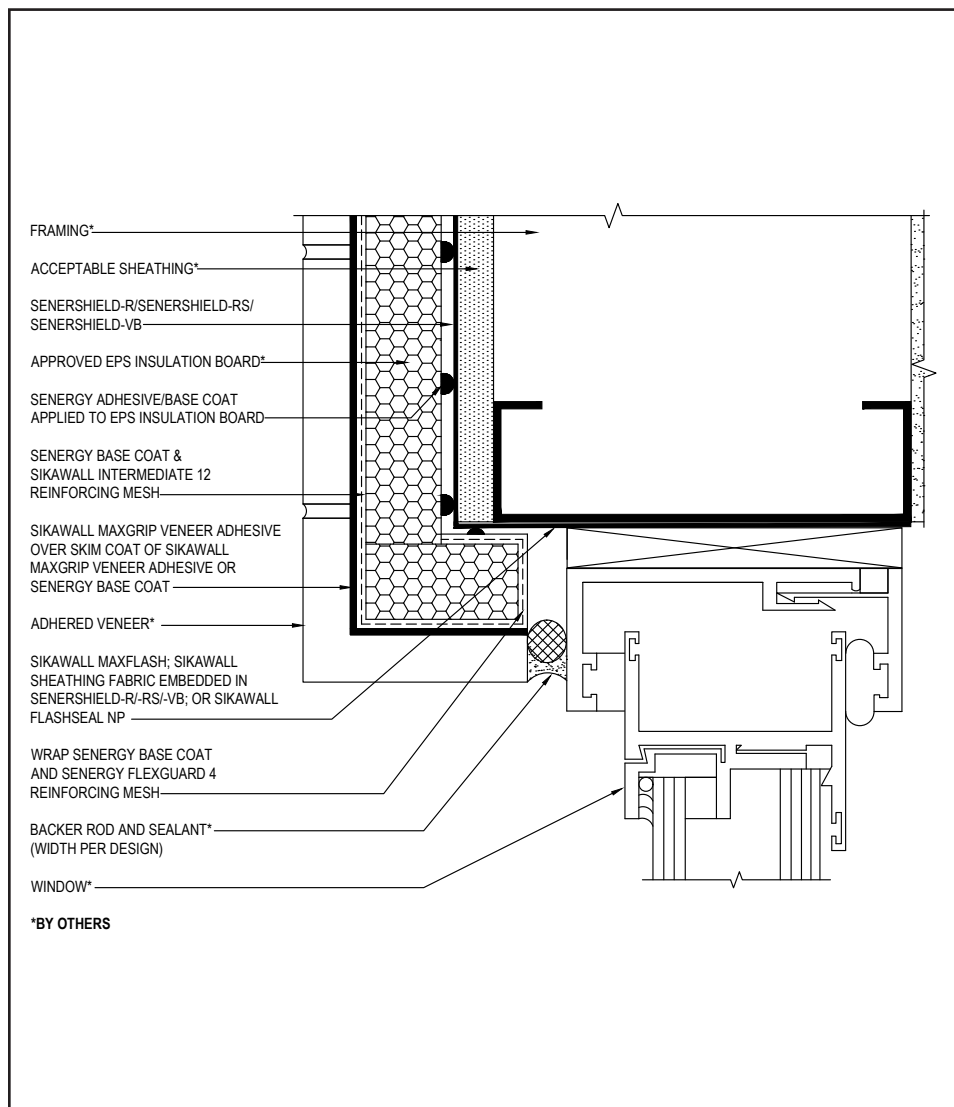 FRAMING*
ACCEPTABLE SHEATHING*
SENERSHIELD-R/SENERSHIELD-RS/
SENERSHIELD-VB
APPROVED EPS INSULATION BOARD*
SENERGY ADHESIVE/BASE COAT
APPLIED TO EPS INSULATION BOARD
SENERGY BASE COAT &
SIKAWALL INTERMEDIATE 12
REINFORCING MESH
SIKAWALL MAXGRIP VENEER ADHESIVE
OVER SKIM COAT OF SIKAWALL
MAXGRIP VENEER ADHESIVE OR
SENERGY BASE COAT
ADHERED VENEER*
SIKAWALL MAXFLASH; SIKAWALL
SHEATHING FABRIC EMBEDDED IN
SENERSHIELD-R/-RS/-VB; OR SIKAWALL
FLASHSEAL NP
WRAP SENERGY BASE COAT
AND SENERGY FLEXGUARD 4
REINFORCING MESH
BACKER ROD AND SEALANT*
(WIDTH PER DESIGN)
WINDOW*
*BY OTHERS